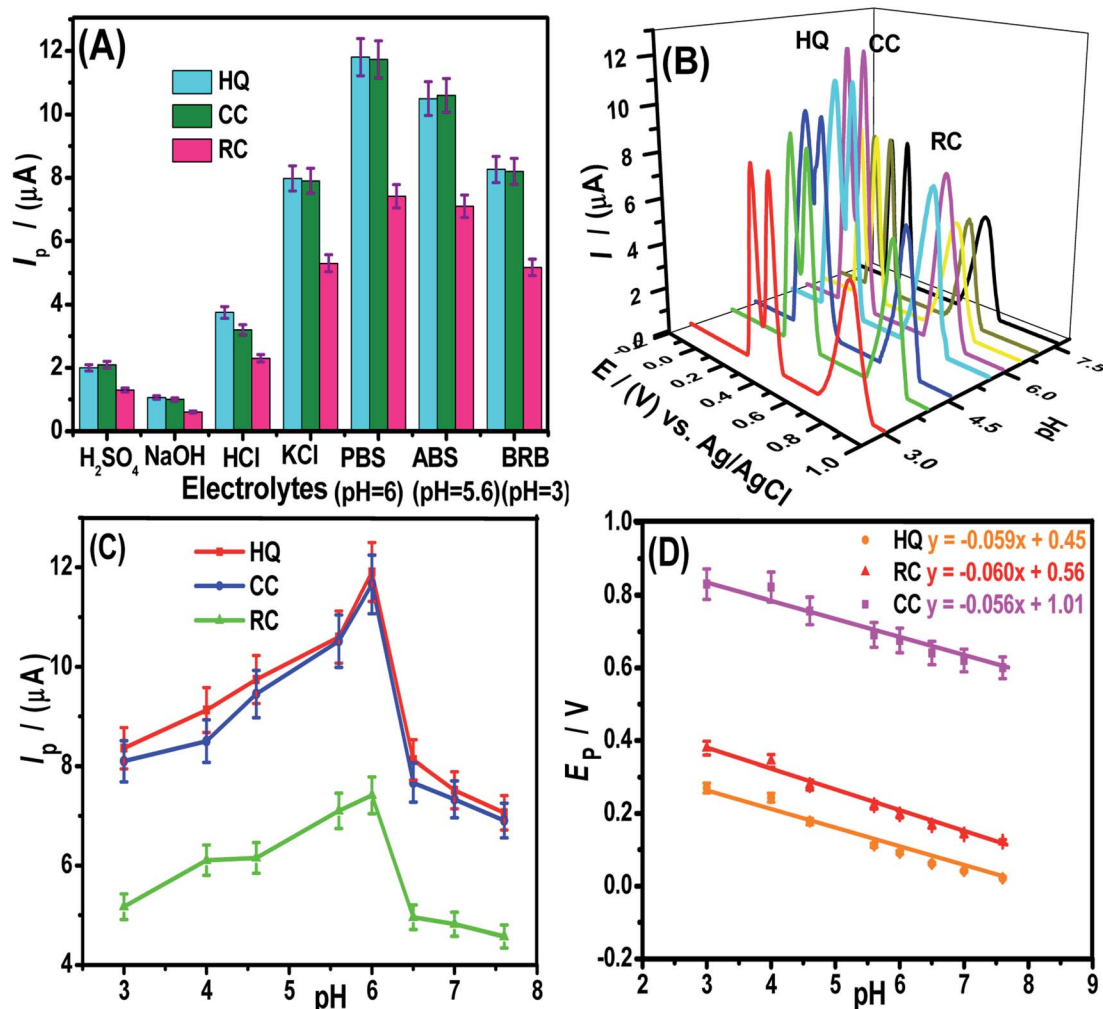 (A)
HQ
CC
RC
I_p / (μA)
12
10
8
6
4
2
0
H₂SO₄ NaOH HCl KCl PBS ABS BRB
Electrolytes (pH=6) (pH=5.6)(pH=3)
(B)
HQ CC
RC
I / (μA)
12
10
8
6
4
2
0
-0.2
0.0
0.2
0.4
0.6
0.8
1.0
E / (V) vs. Ag/AgCl
3.0
4.5
6.0
7.5
pH
(C)
HQ
CC
RC
I_p / (μA)
12
10
8
6
4
3 4 5 6 7 8
pH
(D)
HQ y = -0.059x + 0.45
RC y = -0.060x + 0.56
CC y = -0.056x + 1.01
E_P / V
1.0
0.8
0.6
0.4
0.2
0.0
-0.2
2 3 4 5 6 7 8 9
pH